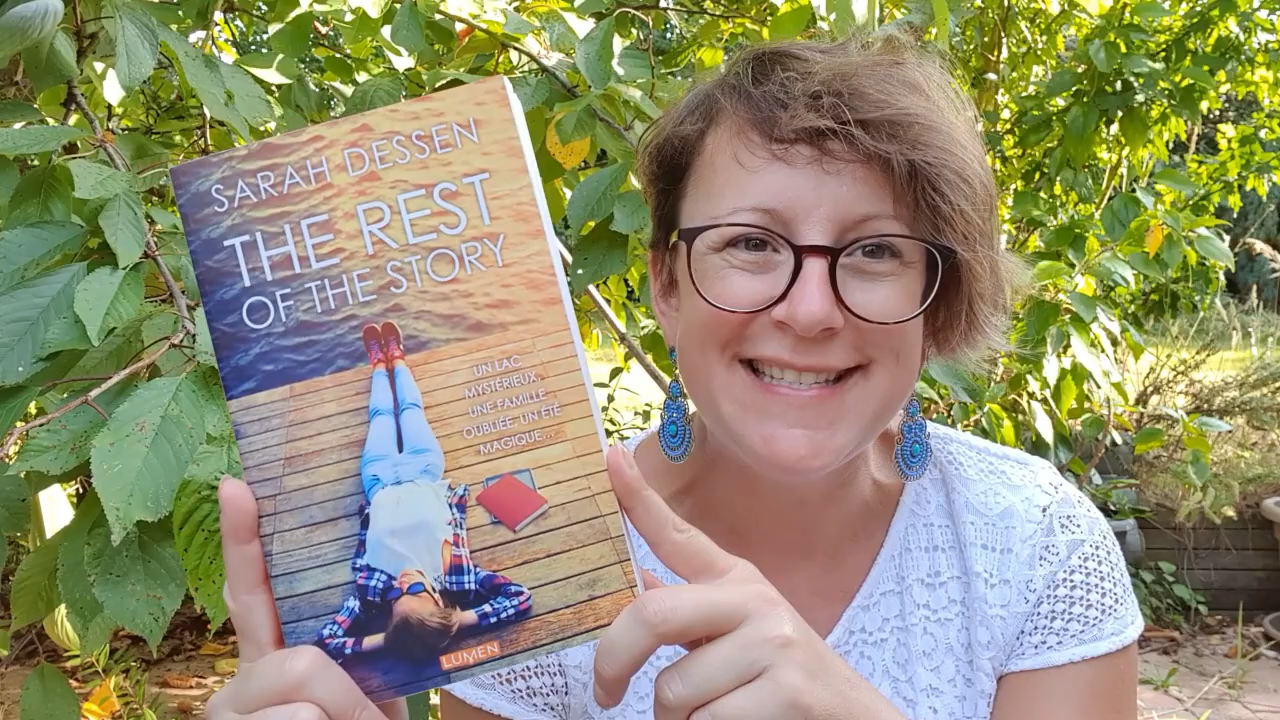 SARAH DESSEN
THE REST
OF THE STORY
UN LAC
MYSTÉRIEUX,
UNE FAMILLE
OUBLIÉE, UN ÉTÉ
MAGIQUE...
LUMEN